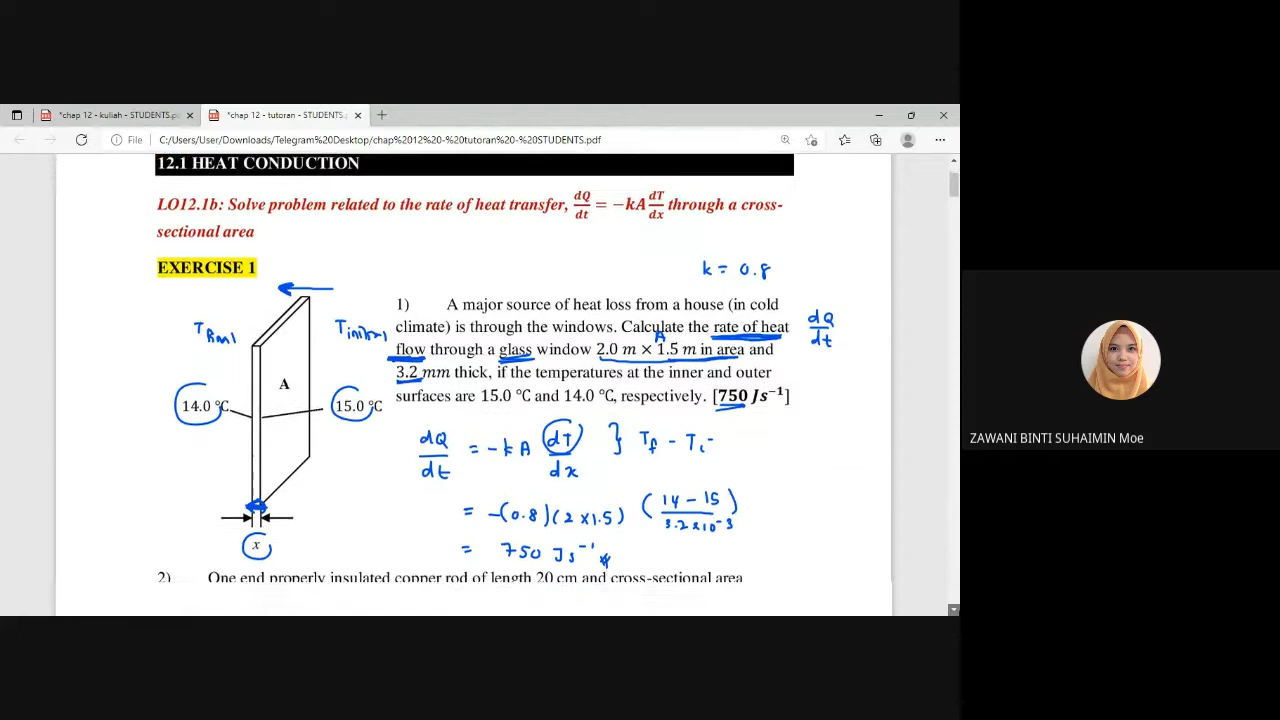 *chap 12 - kuliah - STUDENTS.p
*chap 12 - tutoran - STUDENTS.p
File C:/Users/User/Downloads/Telegram%20Desktop/chap%2012%20-%20tutoran%20-%20STUDENTS.pdf
12.1 HEAT CONDUCTION
LO12.1b: Solve problem related to the rate of heat transfer, dQ/dt = −kA dT/dx through a cross-
sectional area
EXERCISE 1
k = 0.8
1) A major source of heat loss from a house (in cold
climate) is through the windows. Calculate the rate of heat
flow through a glass window 2.0 m × 1.5 m in area and
3.2 mm thick, if the temperatures at the inner and outer
surfaces are 15.0 °C and 14.0 °C, respectively. [750 Js⁻¹]
dQ/dt
A
T final
T initial
A
14.0 °C
15.0 °C
x
dQ/dt = -kA dT/dx } Tf - Ti
= -(0.8)(2×1.5) (14 - 15 / 3.2×10⁻³)
= 750 Js⁻¹
2) One end properly insulated copper rod of length 20 cm and cross-sectional area
ZAWANI BINTI SUHAIMIN Moe